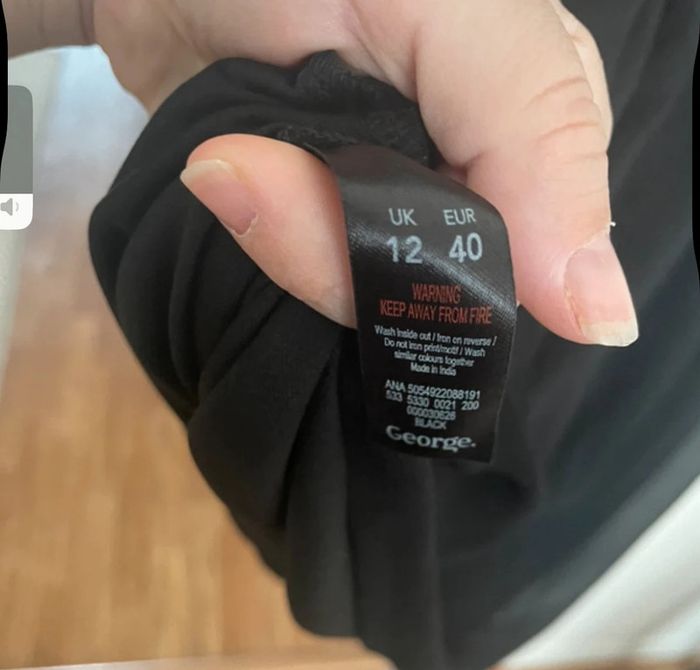 UK EUR
12 40
WARNING
KEEP AWAY FROM FIRE
Wash inside out / Iron on reverse /
Do not iron print/motif / Wash
similar colours together
Made in India
ANA 5054922088191
533 5330 0021 200
000030626
BLACK
George.